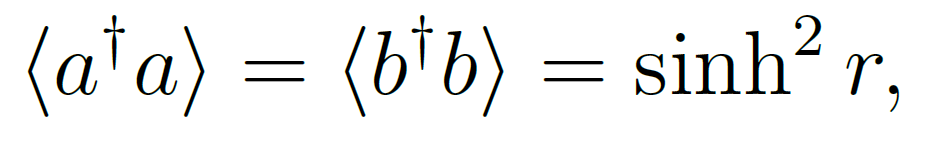 ⟨a†a⟩ = ⟨b†b⟩ = sinh² r,